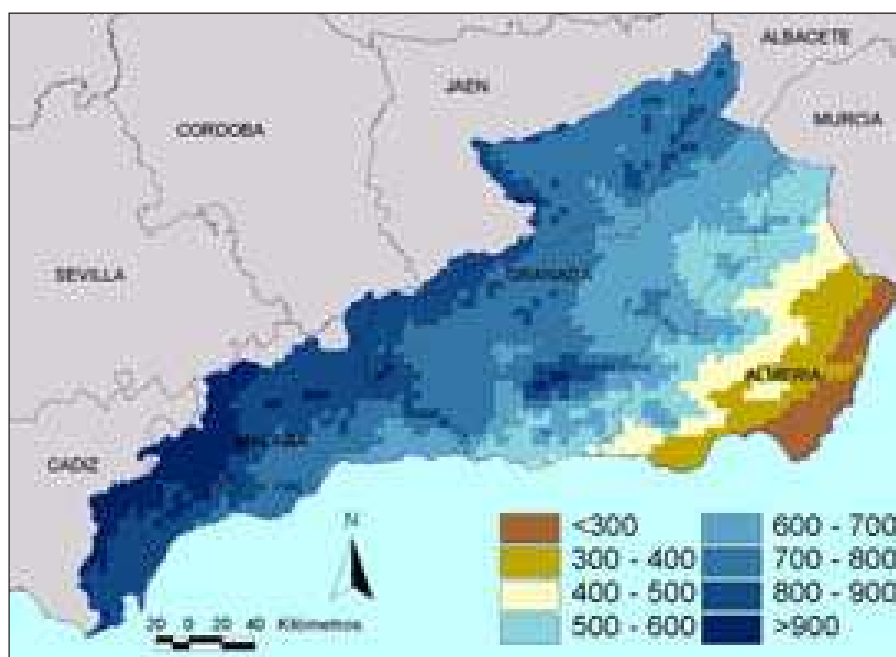 ALBACETE
JAEN
MURCIA
CORDOBA
SEVILLA
GRANADA
ALMERIA
MALAGA
CADIZ
N
20 0 20 40 Kilómetros
<300
300 - 400
400 - 500
500 - 600
600 - 700
700 - 800
800 - 900
>900